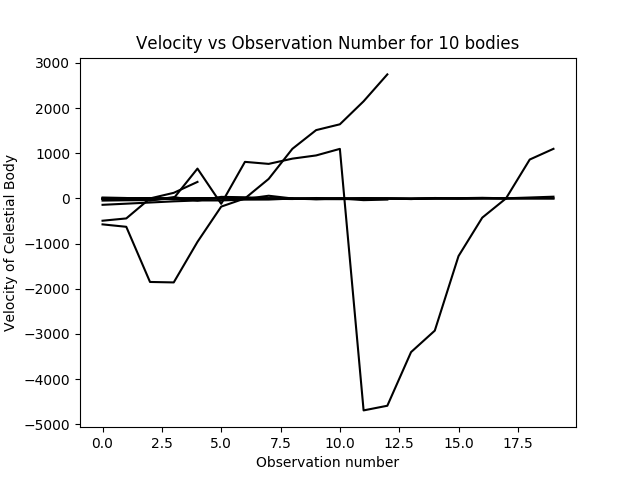 Velocity vs Observation Number for 10 bodies
3000
2000
1000
0
−1000
−2000
−3000
−4000
−5000
Velocity of Celestial Body
0.0 2.5 5.0 7.5 10.0 12.5 15.0 17.5
Observation number